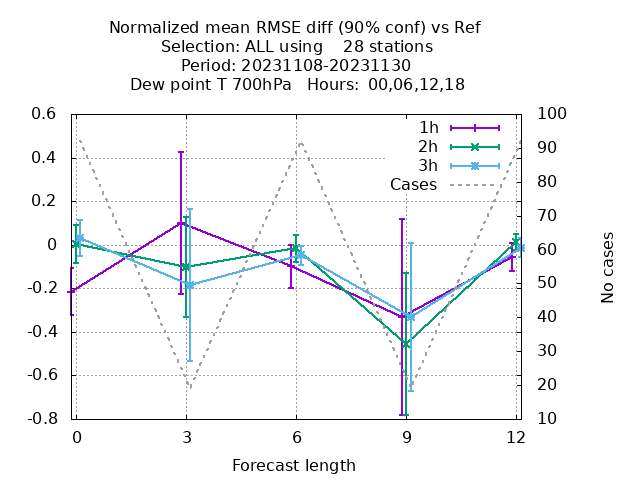 Normalized mean RMSE diff (90% conf) vs Ref
Selection: ALL using    28 stations
Period: 20231108-20231130
Dew point T 700hPa   Hours: 00,06,12,18
0.6
0.4
0.2
0
-0.2
-0.4
-0.6
-0.8
100
90
80
70
60
50
40
30
20
10
1h
2h
3h
Cases
No cases
0 3 6 9 12
Forecast length